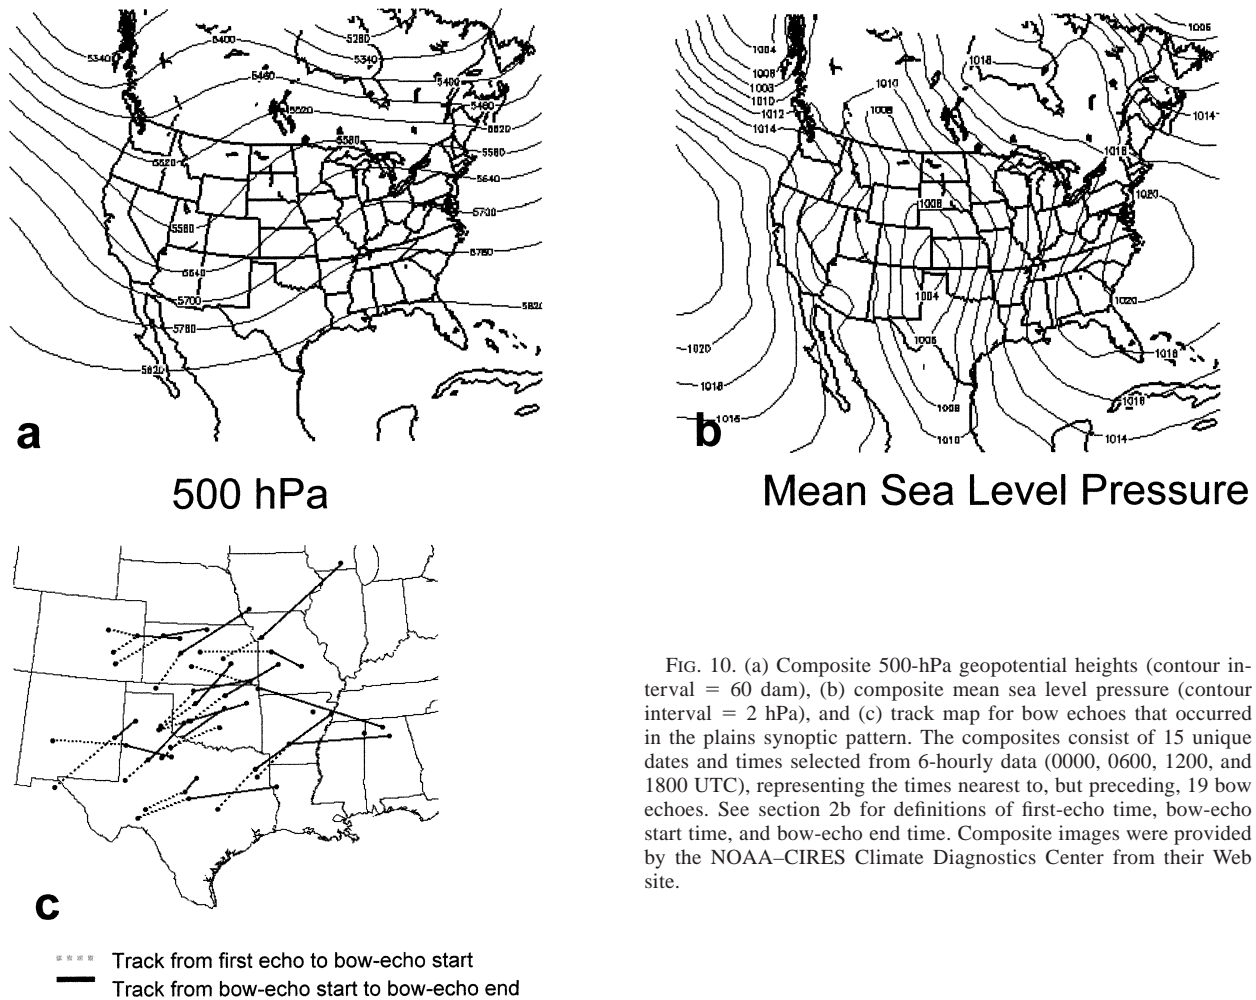 5400
5280
5340
5340
5460
5400
5460
5520
5520
5580
5580
5520
5640
5700
5580
5760
5640
5700
5760
5820
5820
a
500 hPa
1004
1006
1008
1010
1012
1014
1010
1008
1016
1006
1014
1016
1020
1008
1004
1020
1006
1020
1018
1016
1008
1010
1018
1016
1014
b
Mean Sea Level Pressure
c
Track from first echo to bow-echo start
Track from bow-echo start to bow-echo end
FIG. 10. (a) Composite 500-hPa geopotential heights (contour in-
terval = 60 dam), (b) composite mean sea level pressure (contour
interval = 2 hPa), and (c) track map for bow echoes that occurred
in the plains synoptic pattern. The composites consist of 15 unique
dates and times selected from 6-hourly data (0000, 0600, 1200, and
1800 UTC), representing the times nearest to, but preceding, 19 bow
echoes. See section 2b for definitions of first-echo time, bow-echo
start time, and bow-echo end time. Composite images were provided
by the NOAA–CIRES Climate Diagnostics Center from their Web
site.